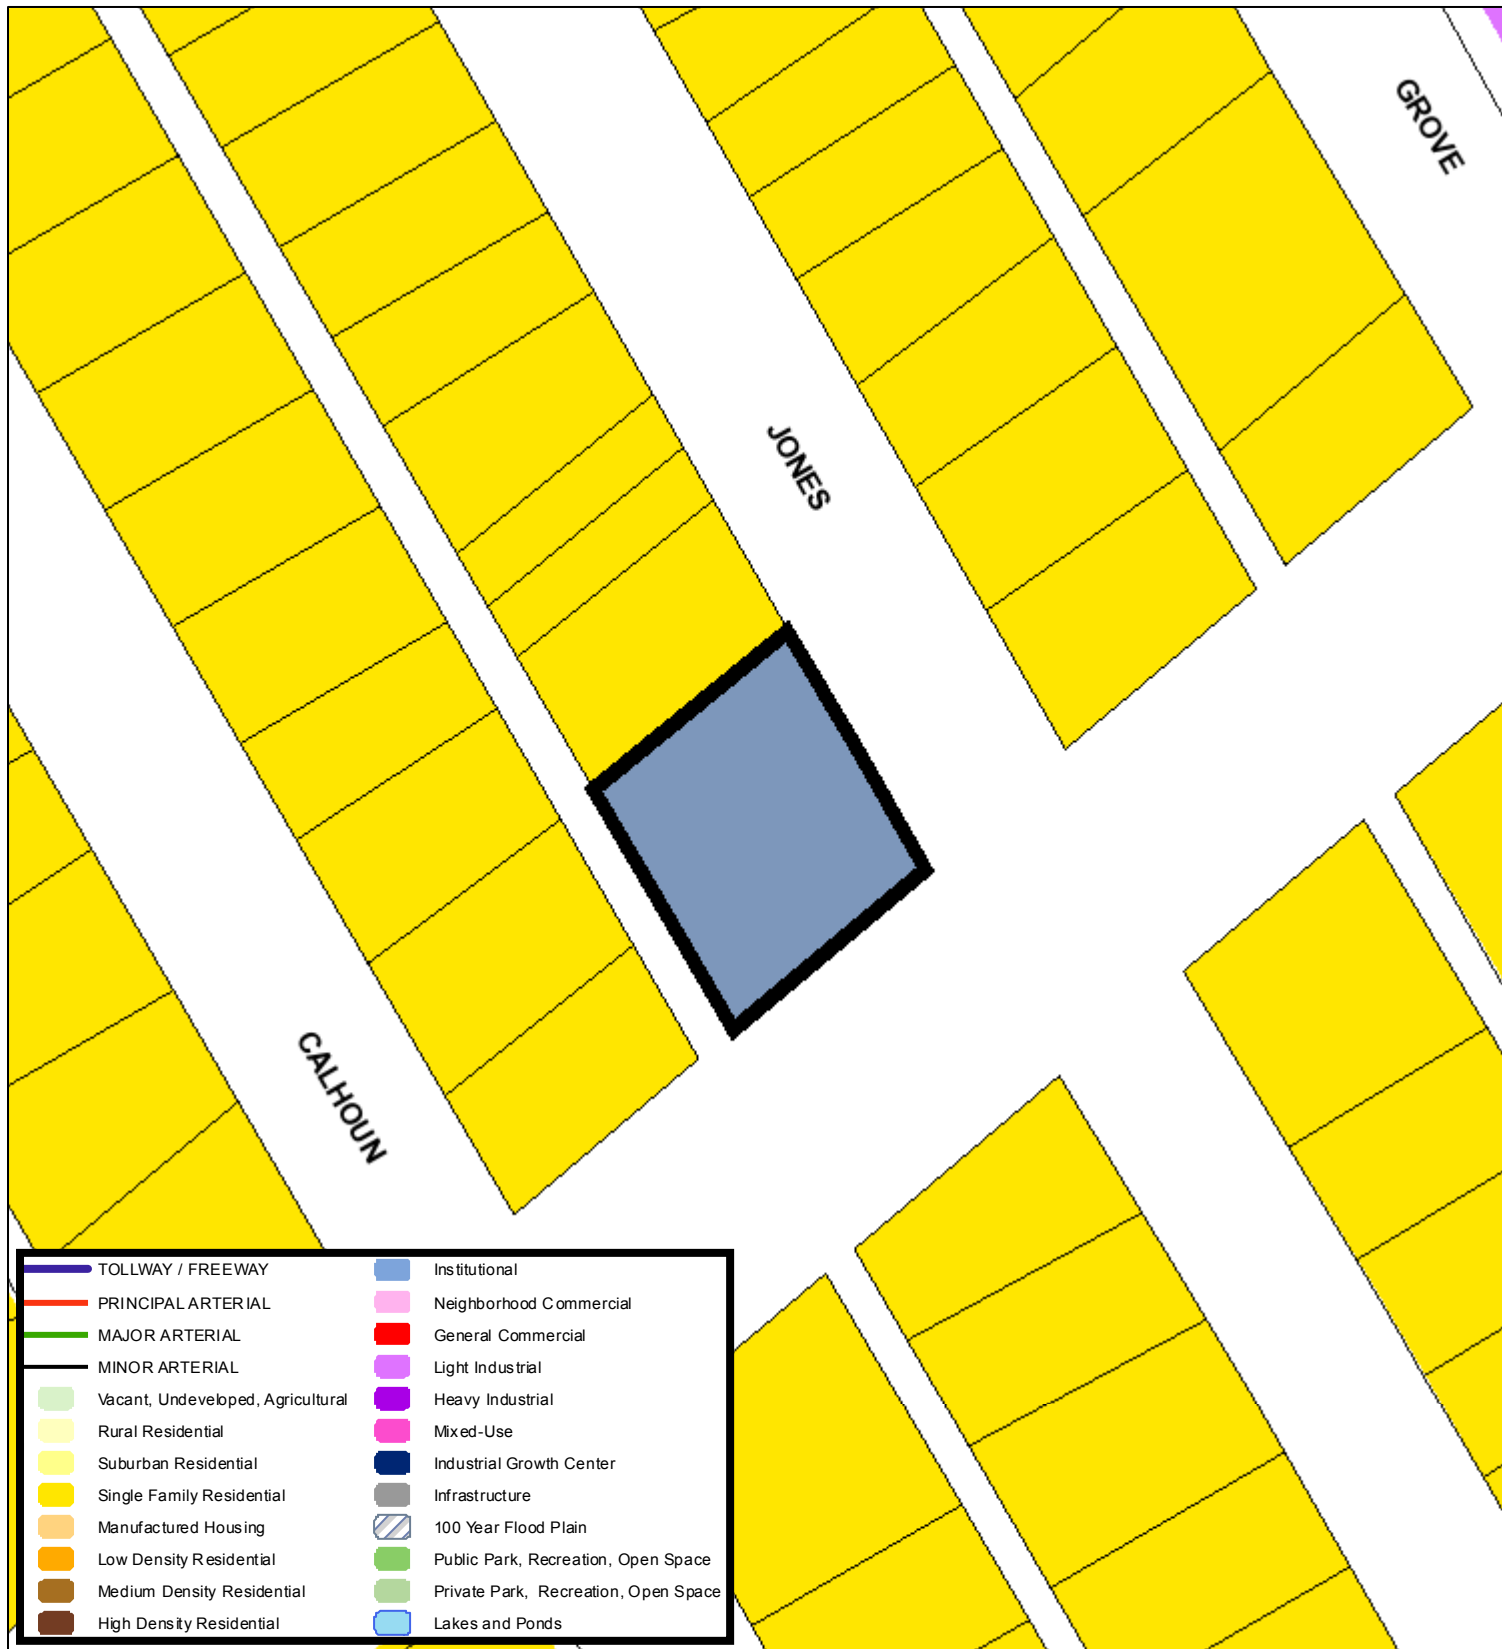 GROVE
JONES
CALHOUN
TOLLWAY / FREEWAY
PRINCIPAL ARTERIAL
MAJOR ARTERIAL
MINOR ARTERIAL
Vacant, Undeveloped, Agricultural
Rural Residential
Suburban Residential
Single Family Residential
Manufactured Housing
Low Density Residential
Medium Density Residential
High Density Residential
Institutional
Neighborhood Commercial
General Commercial
Light Industrial
Heavy Industrial
Mixed-Use
Industrial Growth Center
Infrastructure
100 Year Flood Plain
Public Park, Recreation, Open Space
Private Park, Recreation, Open Space
Lakes and Ponds